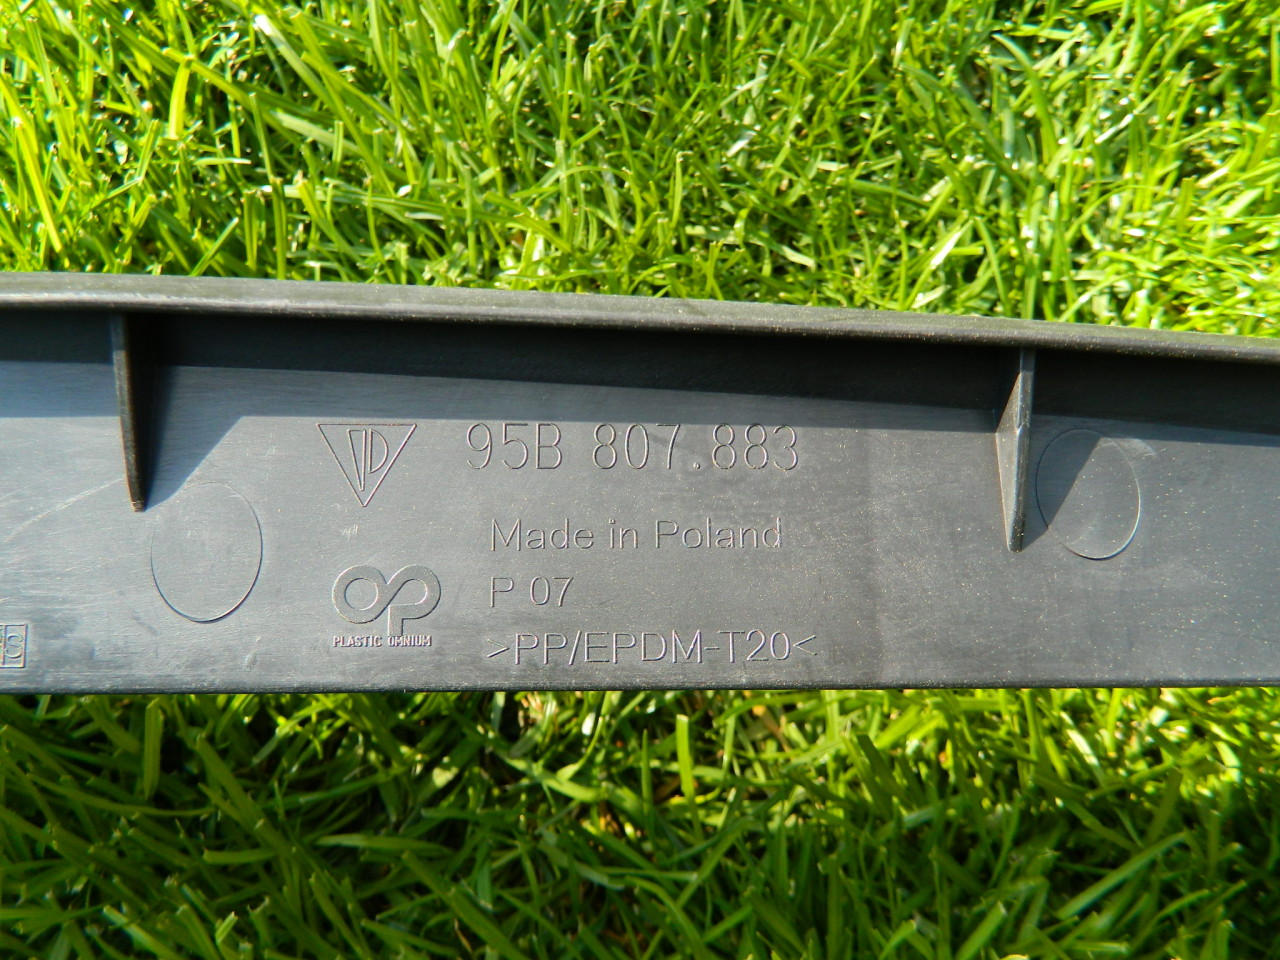 95B 807.883
Made in Poland
P 07
PLASTIC OMNIUM
>PP/EPDM-T20<